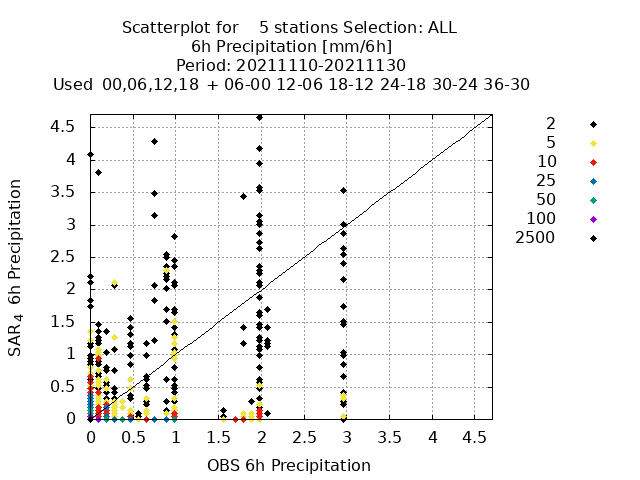 Scatterplot for    5 stations Selection: ALL
6h Precipitation [mm/6h]
Period: 20211110-20211130
Used  00,06,12,18  + 06-00 12-06 18-12 24-18 30-24 36-30
4.5
4
3.5
3
2.5
2
1.5
1
0.5
0
SAR4  6h Precipitation
0 0.5 1 1.5 2 2.5 3 3.5 4 4.5
OBS 6h Precipitation
2
5
10
25
50
100
2500